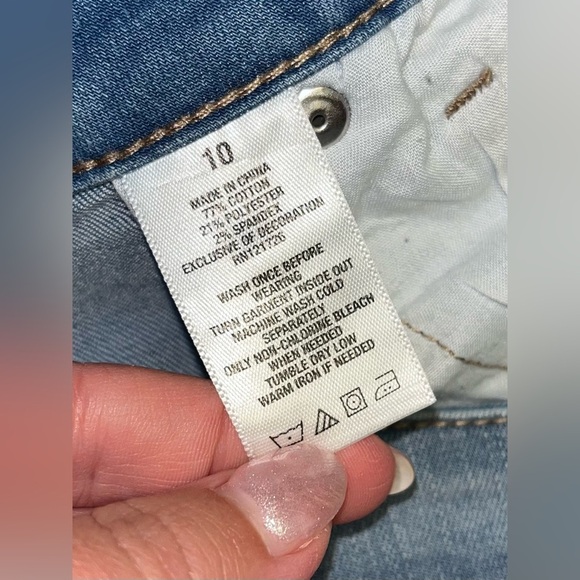 10
MADE IN CHINA
77% COTTON
21% POLYESTER
2% SPANDEX
EXCLUSIVE OF DECORATION
RN121726
WASH ONCE BEFORE
WEARING
TURN GARMENT INSIDE OUT
MACHINE WASH COLD
SEPARATELY
ONLY NON-CHLORINE BLEACH
WHEN NEEDED
TUMBLE DRY LOW
WARM IRON IF NEEDED